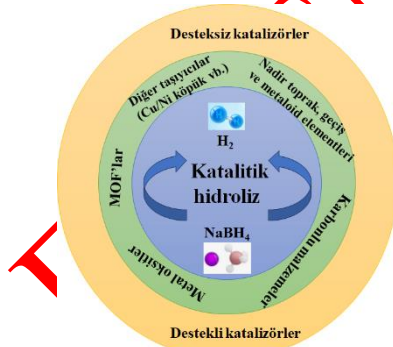 Desteksiz katalizörler
Diğer taşıyıcılar
(Cu/Ni köpük vb.)
Nadir toprak, geçiş
ve metaloid elementleri
MOF'lar
H₂
Katalitik
hidroliz
NaBH₄
Metal oksitler
Karbonlu malzemeler
Destekli katalizörler